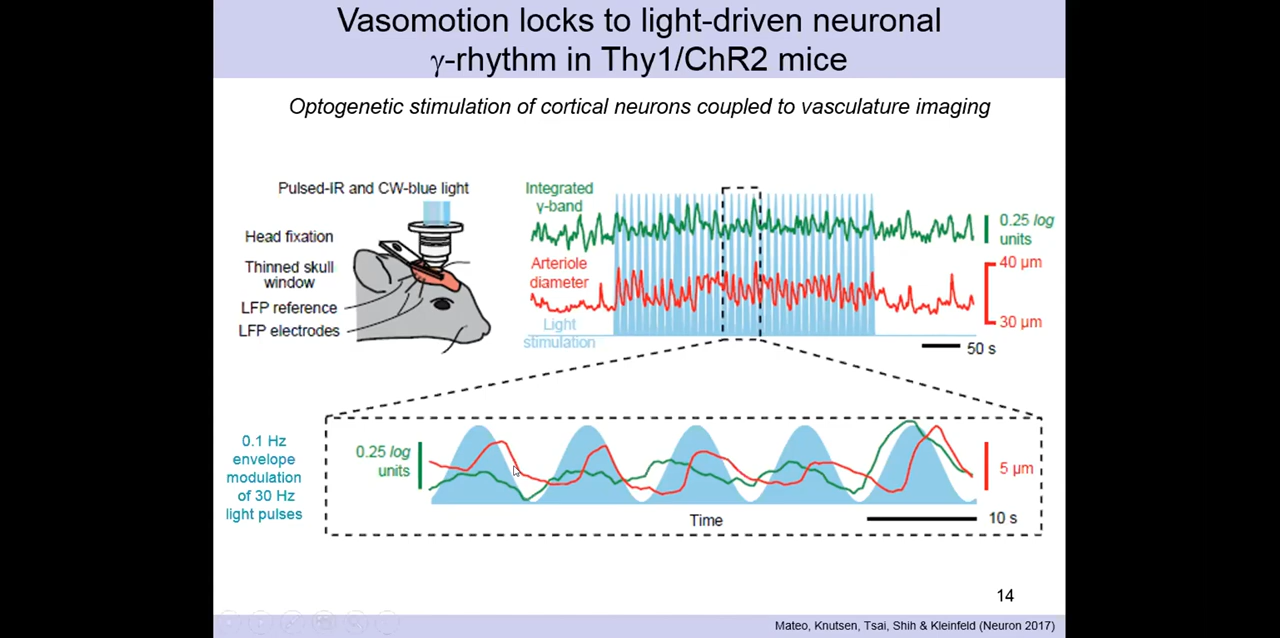 Vasomotion locks to light-driven neuronal
γ-rhythm in Thy1/ChR2 mice
Optogenetic stimulation of cortical neurons coupled to vasculature imaging
Pulsed-IR and CW-blue light
Head fixation
Thinned skull
window
LFP reference
LFP electrodes
Integrated
γ-band
Arteriole
diameter
Light
stimulation
0.25 log
units
40 μm
30 μm
50 s
0.1 Hz
envelope
modulation
of 30 Hz
light pulses
0.25 log
units
5 μm
Time
10 s
14
Mateo, Knutsen, Tsai, Shih & Kleinfeld (Neuron 2017)